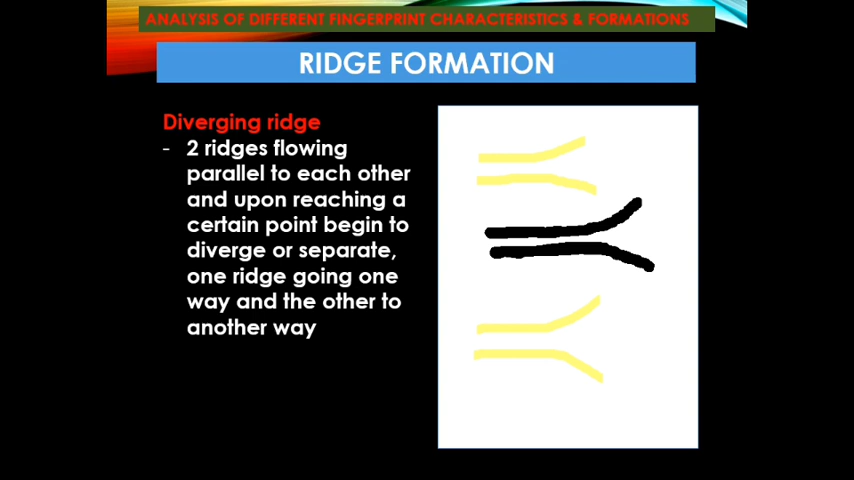 ANALYSIS OF DIFFERENT FINGERPRINT CHARACTERISTICS & FORMATIONS
RIDGE FORMATION
Diverging ridge
- 2 ridges flowing
parallel to each other
and upon reaching a
certain point begin to
diverge or separate,
one ridge going one
way and the other to
another way